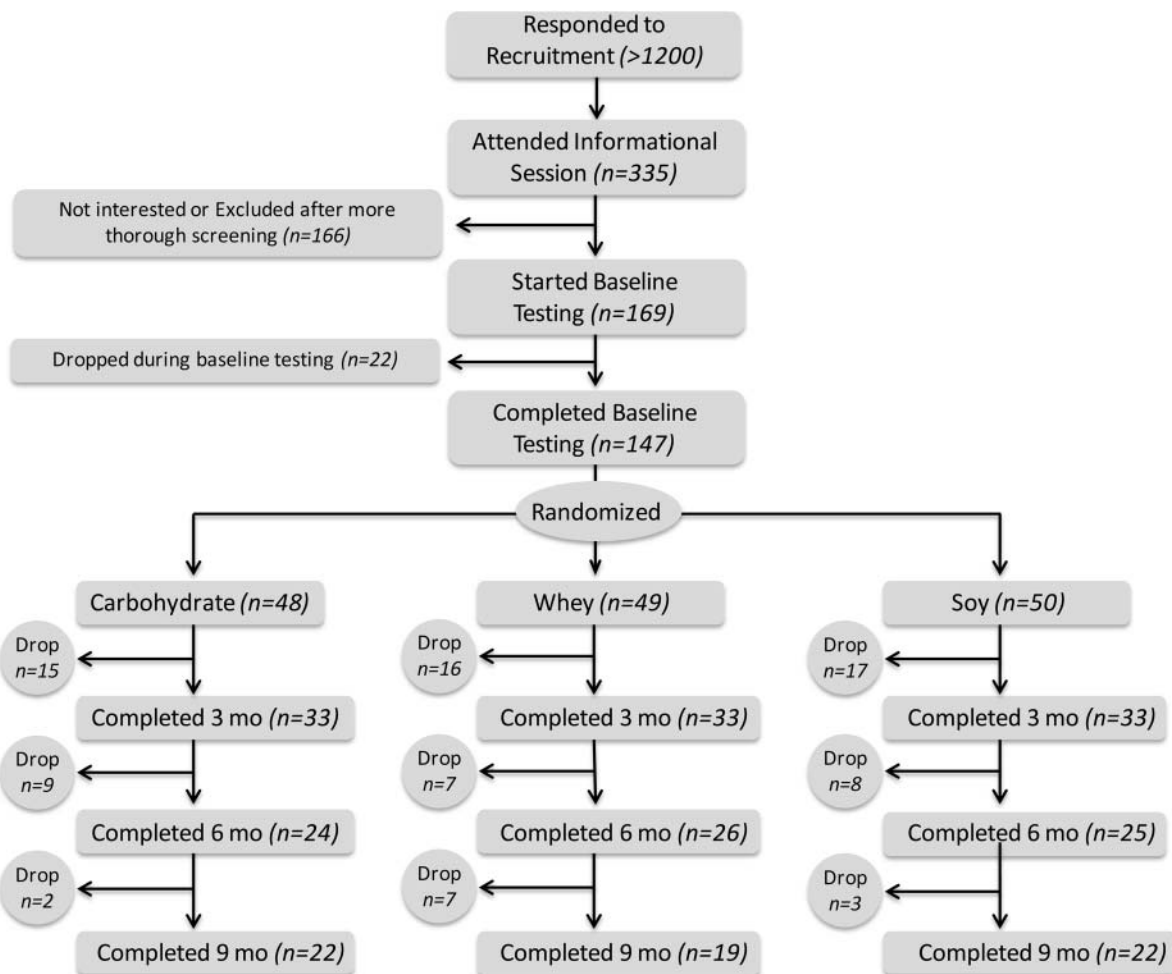 Responded to
Recruitment (>1200)
Attended Informational
Session (n=335)
Not interested or Excluded after more
thorough screening (n=166)
Started Baseline
Testing (n=169)
Dropped during baseline testing (n=22)
Completed Baseline
Testing (n=147)
Randomized
Carbohydrate (n=48)
Whey (n=49)
Soy (n=50)
Drop
n=15
Drop
n=16
Drop
n=17
Completed 3 mo (n=33)
Completed 3 mo (n=33)
Completed 3 mo (n=33)
Drop
n=9
Drop
n=7
Drop
n=8
Completed 6 mo (n=24)
Completed 6 mo (n=26)
Completed 6 mo (n=25)
Drop
n=2
Drop
n=7
Drop
n=3
Completed 9 mo (n=22)
Completed 9 mo (n=19)
Completed 9 mo (n=22)